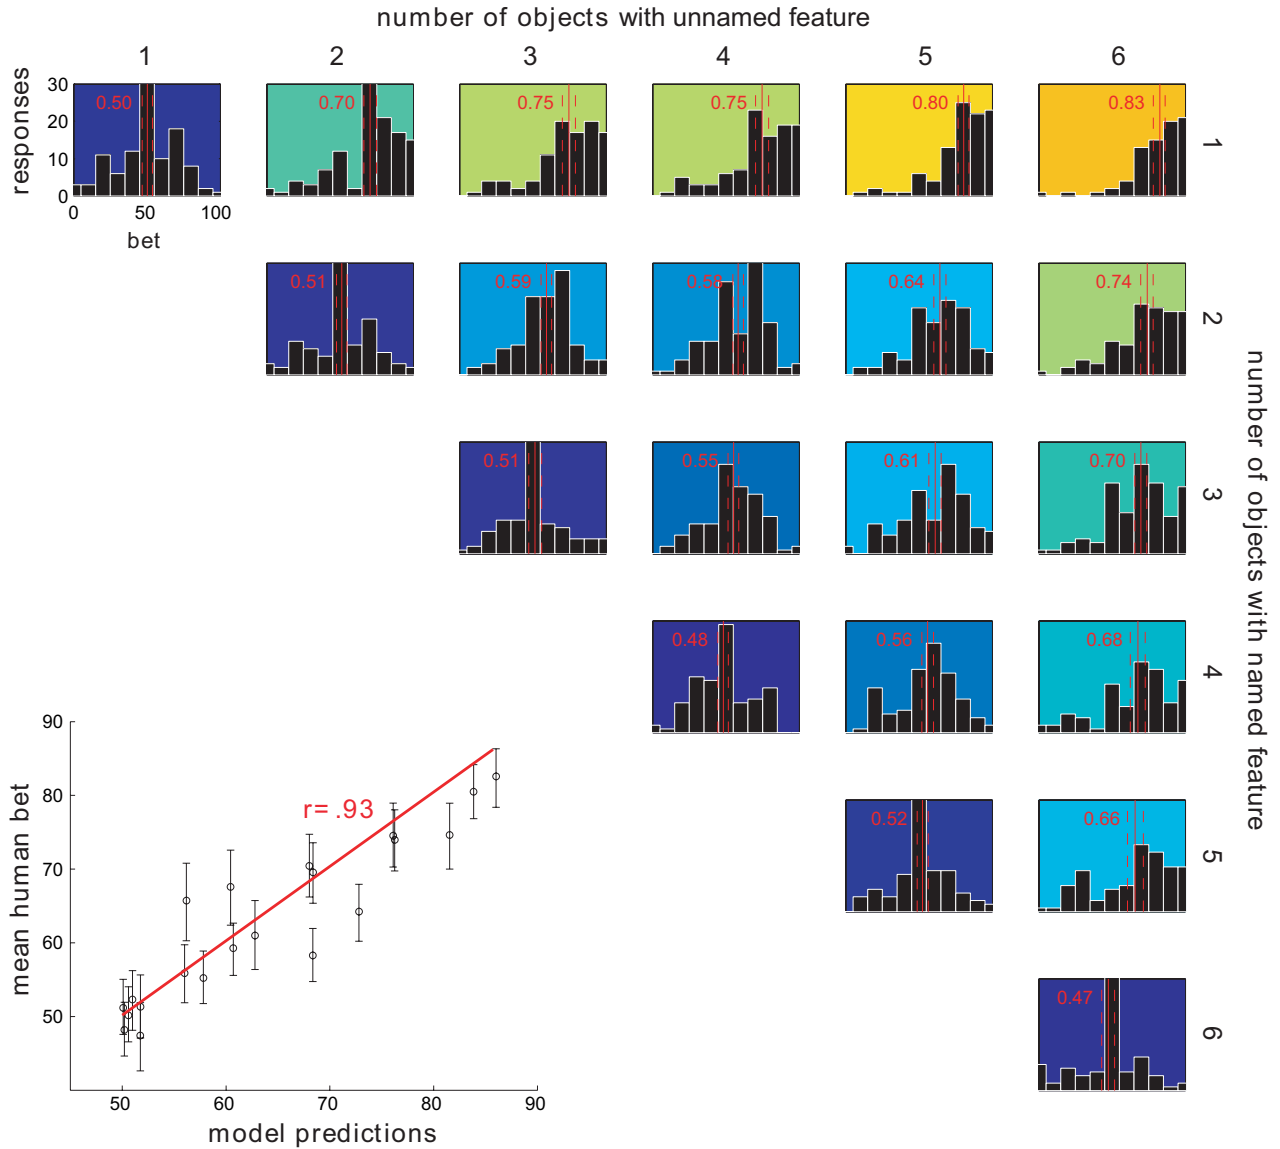 number of objects with unnamed feature
1 2 3 4 5 6
responses
30
20
10
0
0 50 100
bet
0.50 0.70 0.75 0.75 0.80 0.83
1
0.51 0.59 0.58 0.64 0.74
2
0.51 0.55 0.61 0.70
3
0.48 0.56 0.68
4
0.52 0.66
5
0.47
6
number of objects with named feature
90
80
70
60
50
mean human bet
r= .93
50 60 70 80 90
model predictions